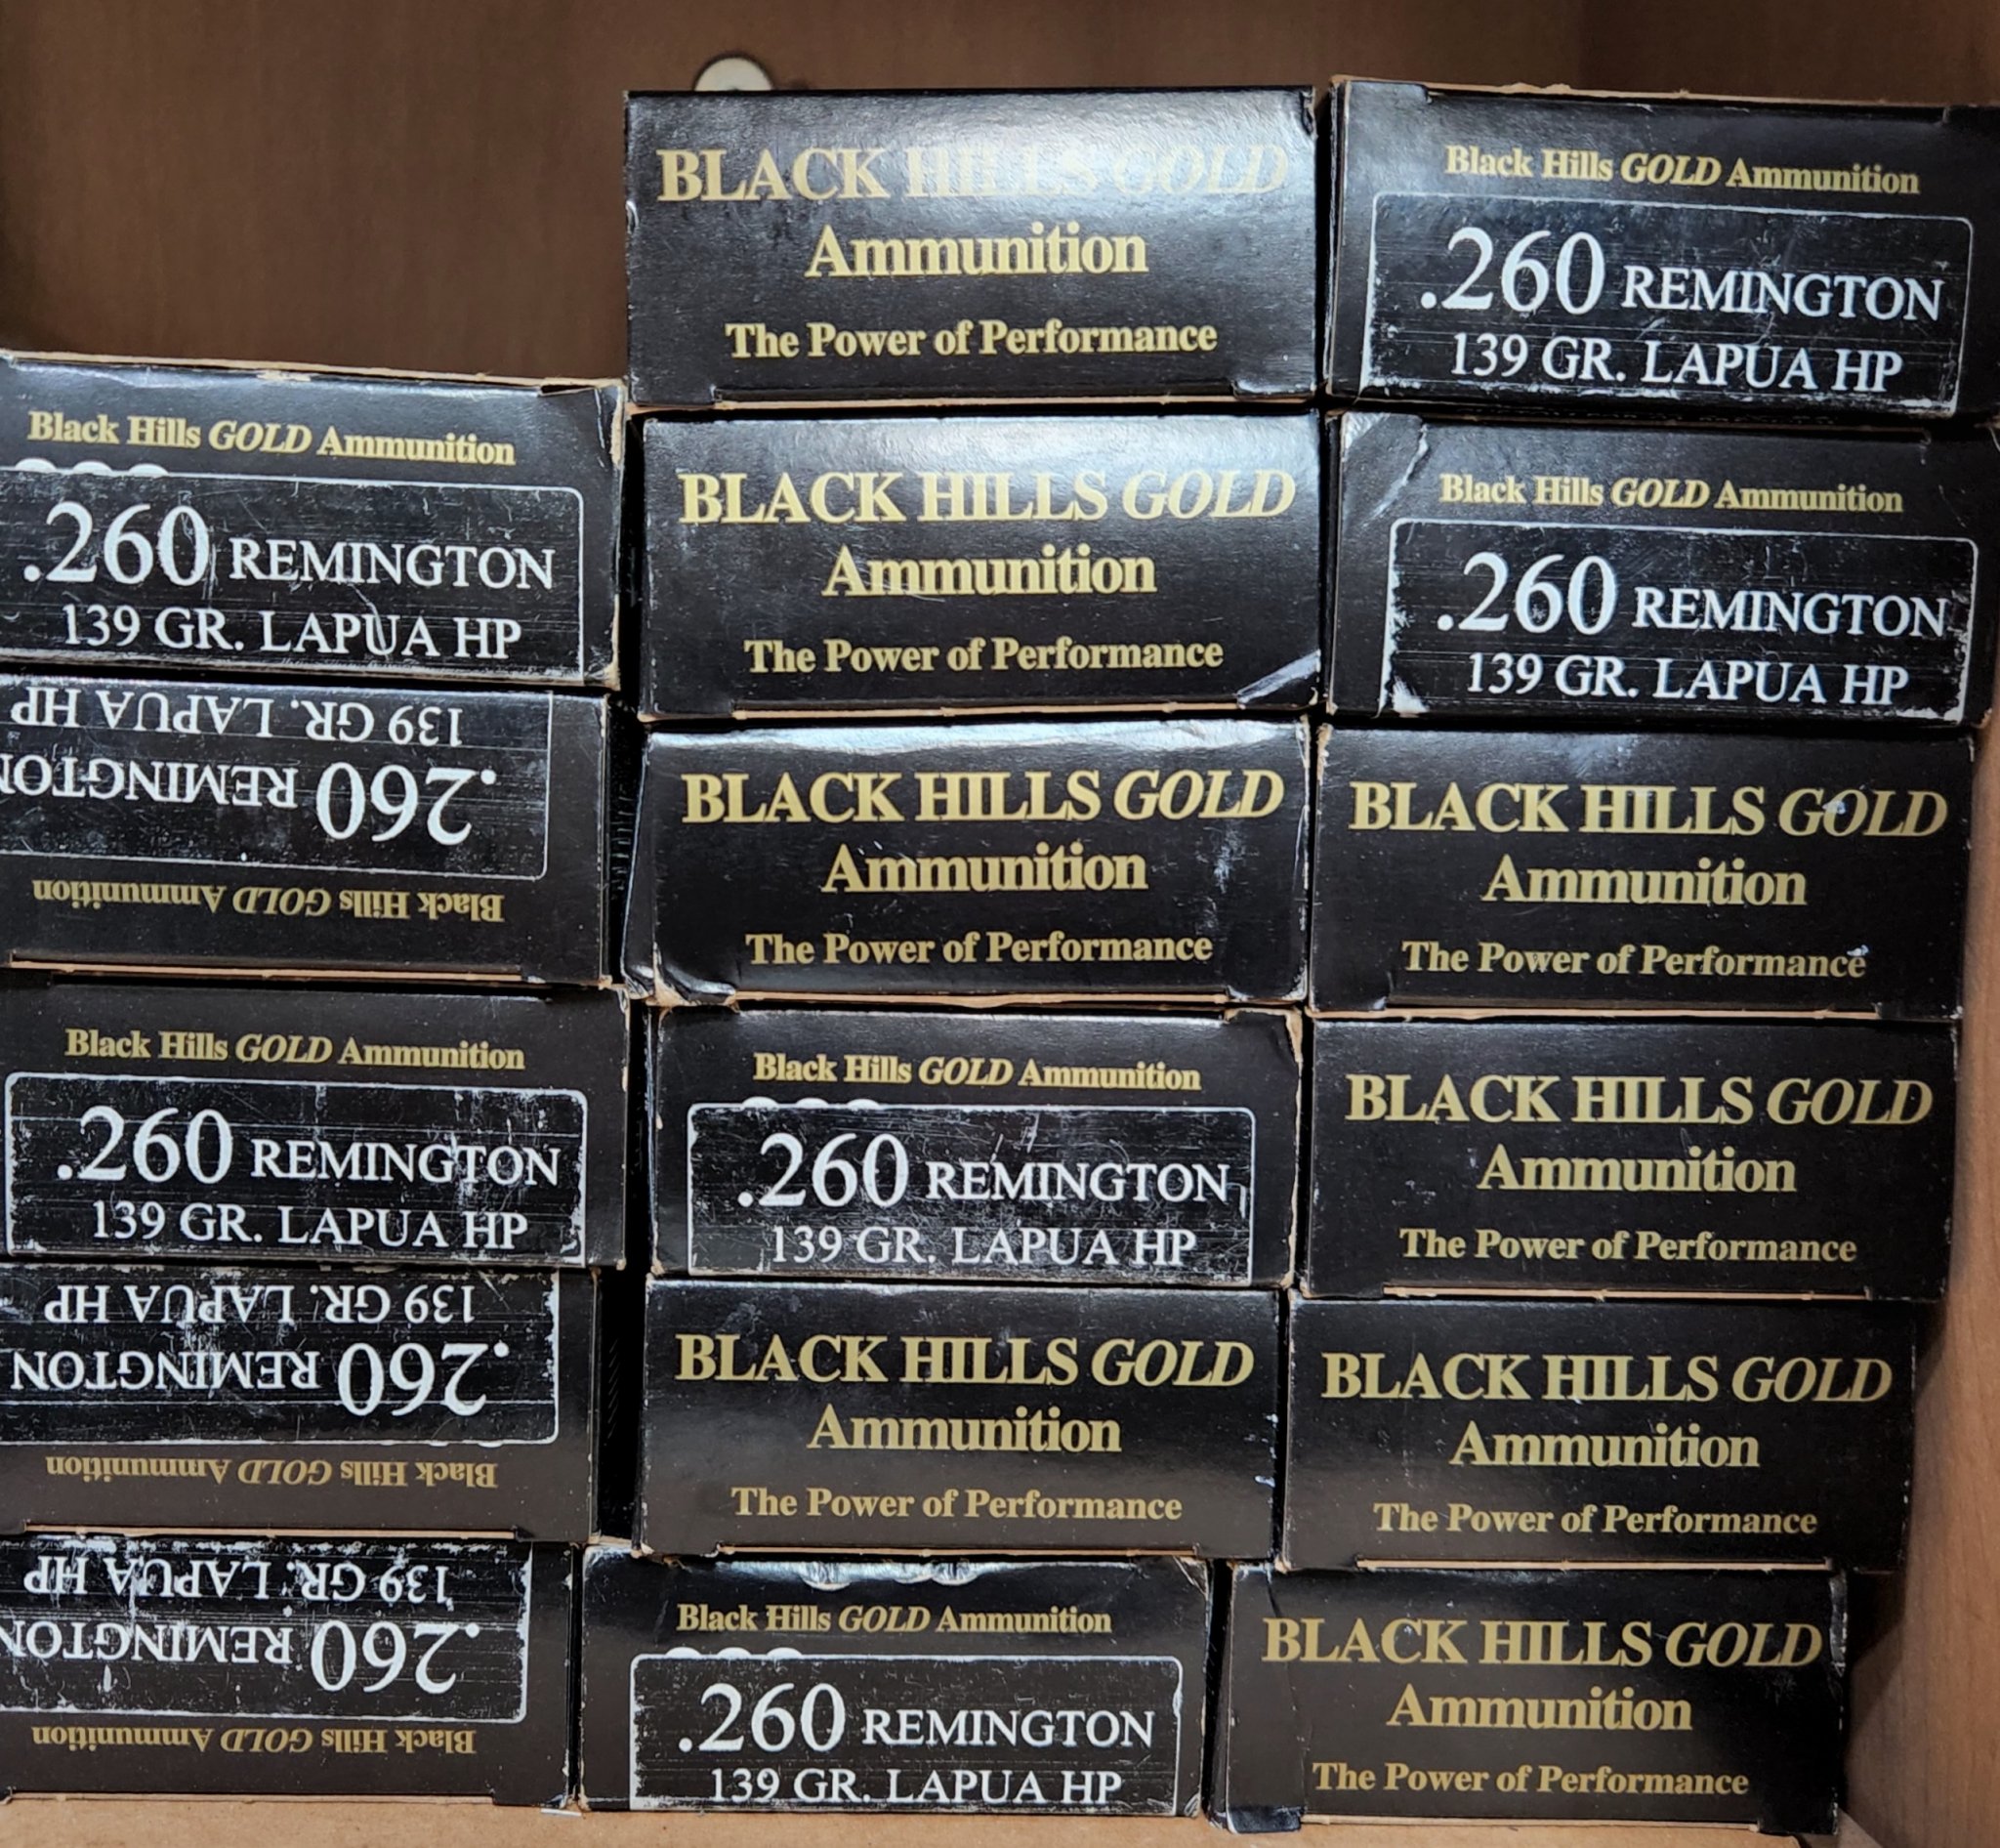 BLACK HILLS GOLD
Ammunition
The Power of Performance
Black Hills GOLD Ammunition
.260 REMINGTON
139 GR. LAPUA HP
Black Hills GOLD Ammunition
.260 REMINGTON
139 GR. LAPUA HP
BLACK HILLS GOLD
Ammunition
The Power of Performance
Black Hills GOLD Ammunition
.260 REMINGTON
139 GR. LAPUA HP
Black Hills GOLD Ammunition
.260 REMINGTON
139 GR. LAPUA HP
BLACK HILLS GOLD
Ammunition
The Power of Performance
BLACK HILLS GOLD
Ammunition
The Power of Performance
Black Hills GOLD Ammunition
.260 REMINGTON
139 GR. LAPUA HP
Black Hills GOLD Ammunition
.260 REMINGTON
139 GR. LAPUA HP
BLACK HILLS GOLD
Ammunition
The Power of Performance
Black Hills GOLD Ammunition
.260 REMINGTON
139 GR. LAPUA HP
BLACK HILLS GOLD
Ammunition
The Power of Performance
BLACK HILLS GOLD
Ammunition
The Power of Performance
Black Hills GOLD Ammunition
.260 REMINGTON
139 GR. LAPUA HP
Black Hills GOLD Ammunition
.260 REMINGTON
139 GR. LAPUA HP
BLACK HILLS GOLD
Ammunition
The Power of Performance